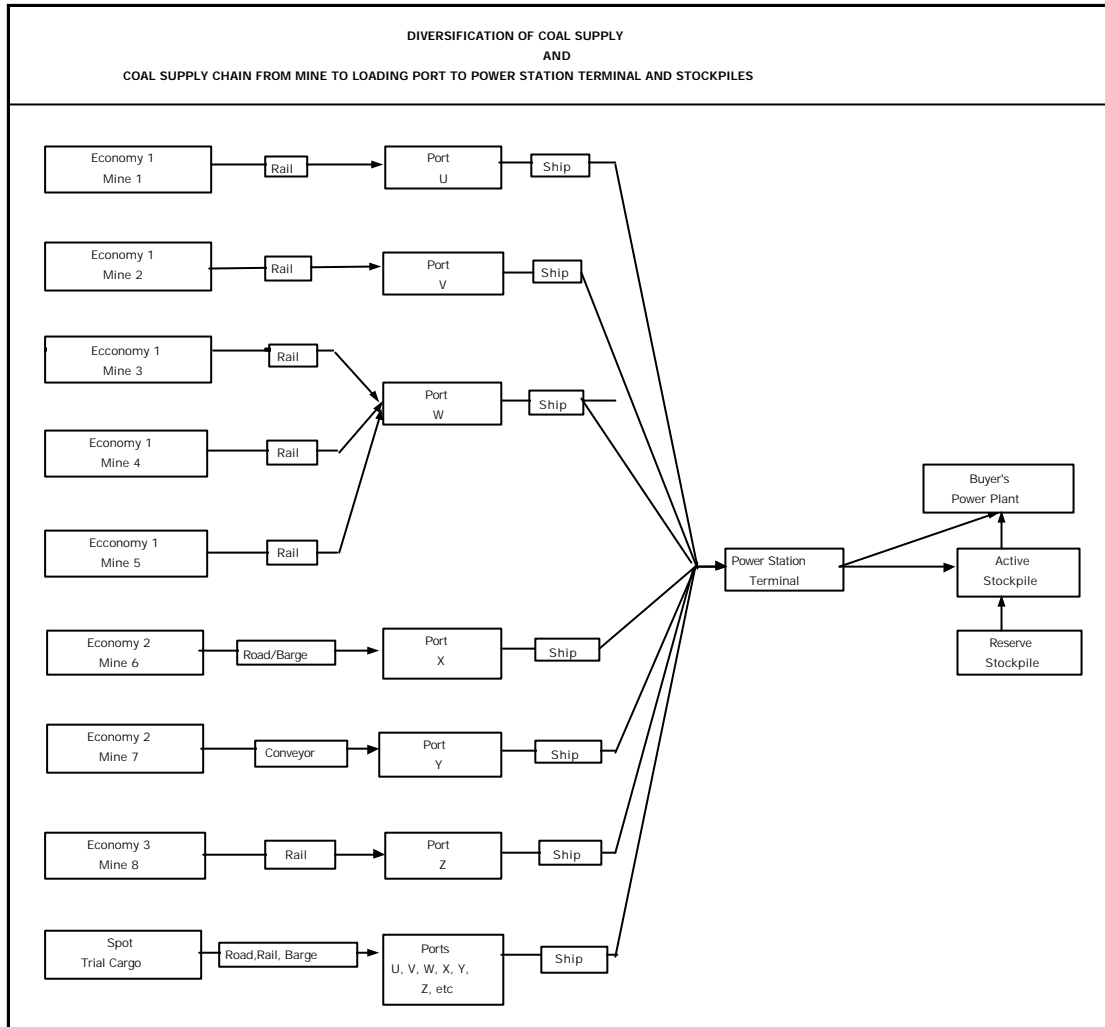 DIVERSIFICATION OF COAL SUPPLY
AND
COAL SUPPLY CHAIN FROM MINE TO LOADING PORT TO POWER STATION TERMINAL AND STOCKPILES
Economy 1
Mine 1
Rail
Port
U
Ship
Economy 1
Mine 2
Rail
Port
V
Ship
Ecconomy 1
Mine 3
Rail
Port
W
Ship
Economy 1
Mine 4
Rail
Ecconomy 1
Mine 5
Rail
Buyer's
Power Plant
Power Station
Terminal
Active
Stockpile
Reserve
Stockpile
Economy 2
Mine 6
Road/Barge
Port
X
Ship
Economy 2
Mine 7
Conveyor
Port
Y
Ship
Economy 3
Mine 8
Rail
Port
Z
Ship
Spot
Trial Cargo
Road,Rail, Barge
Ports
U, V, W, X, Y,
Z, etc
Ship